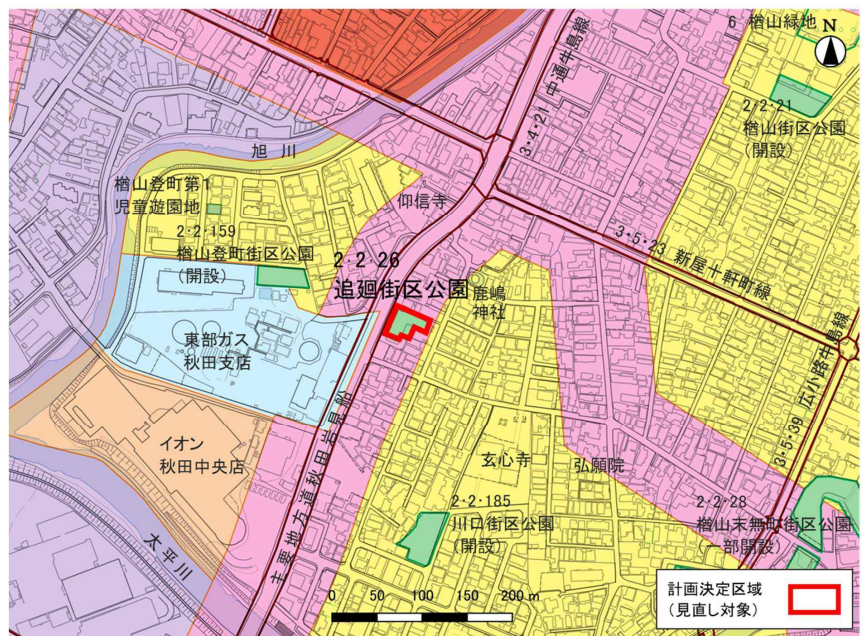 6 楢山緑地
N
3・4・21 中通牛島線
2・2・21
楢山街区公園
(開設)
旭 川
楢山登町第1
児童遊園地
仰信寺
2・2・159
楢山登町街区公園
(開設)
2・2・26
追廻街区公園
鹿嶋
神社
3・5・23 新屋十軒町線
東部ガス
秋田支店
3・5・39 広小路牛島線
イオン
秋田中央店
主要地方道秋田岩見船
玄心寺
弘願院
2・2・185
川口街区公園
(開設)
2・2・28
楢山末無町街区公園
(一部開設)
太平川
0 50 100 150 200 m
計画決定区域
(見直し対象)